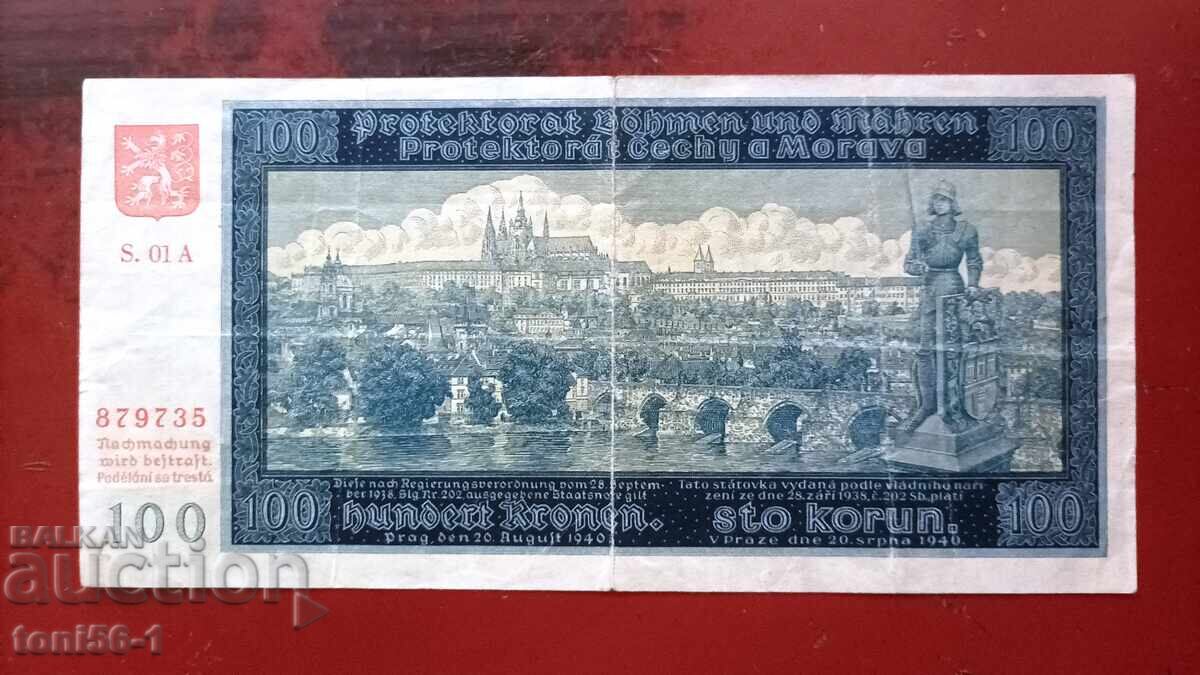 100
Protektorat Böhmen und Mähren
Protektorát Čechy a Morava
100
S. 01 A
879735
Nachmachung
wird bestraft.
Padělání se trestá
100
100
Diese nach Regierungsverordnung vom 28. Septem-
ber 1938, Slg. Nr. 202, ausgegebene Staatsnote gilt
hundert Kronen.
Prag, den 20. August 1940
Tato státovka vydaná podle vládního naří-
zení ze dne 28. září 1938, č. 202 Sb. platí
sto korun.
V Praze dne 20. srpna 1940.
100
BALKAN
auction
toni56-1